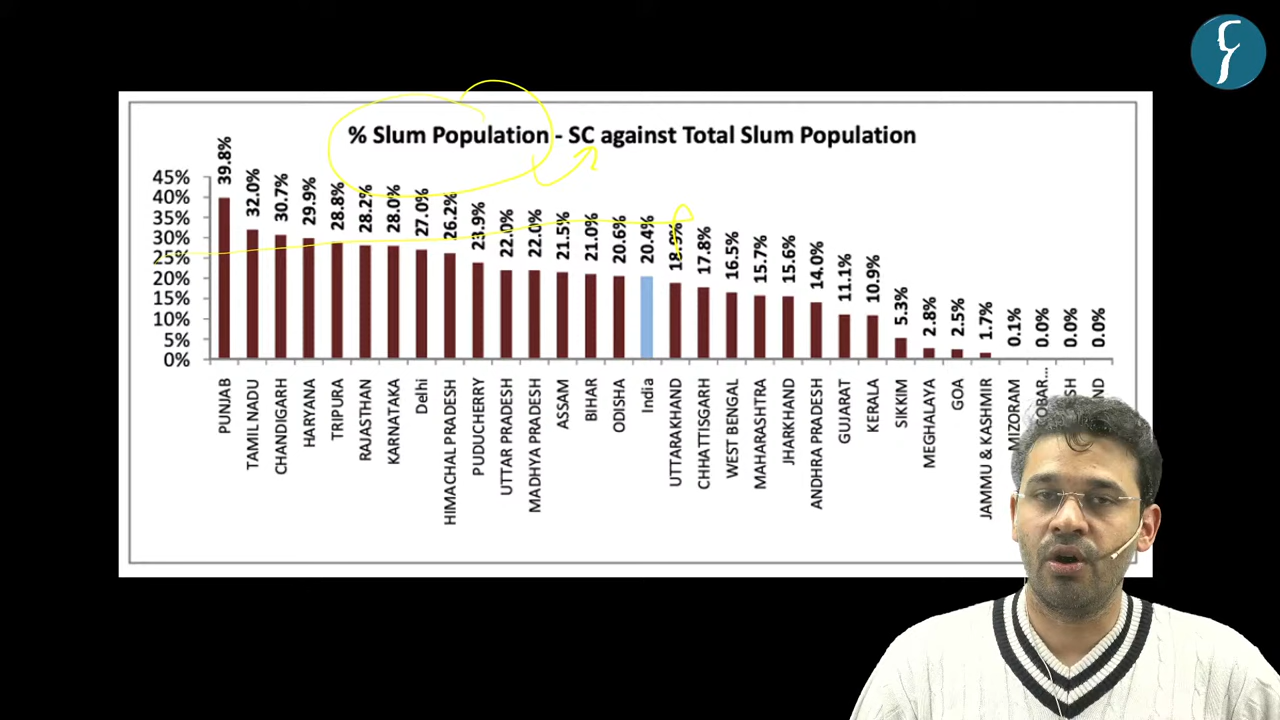 % Slum Population - SC against Total Slum Population
45%
40%
35%
30%
25%
20%
15%
10%
5%
0%
39.8%
32.0%
30.7%
29.9%
28.8%
28.2%
28.0%
27.0%
26.2%
23.9%
22.0%
22.0%
21.5%
21.0%
20.6%
20.4%
18.9%
17.8%
16.5%
15.7%
15.6%
14.0%
11.1%
10.9%
5.3%
2.8%
2.5%
1.7%
0.1%
0.0%
0.0%
0.0%
PUNJAB
TAMIL NADU
CHANDIGARH
HARYANA
TRIPURA
RAJASTHAN
KARNATAKA
Delhi
HIMACHAL PRADESH
PUDUCHERRY
UTTAR PRADESH
MADHYA PRADESH
ASSAM
BIHAR
ODISHA
India
UTTARAKHAND
CHHATTISGARH
WEST BENGAL
MAHARASHTRA
JHARKHAND
ANDHRA PRADESH
GUJARAT
KERALA
SIKKIM
MEGHALAYA
GOA
JAMMU & KASHMIR
MIZORAM